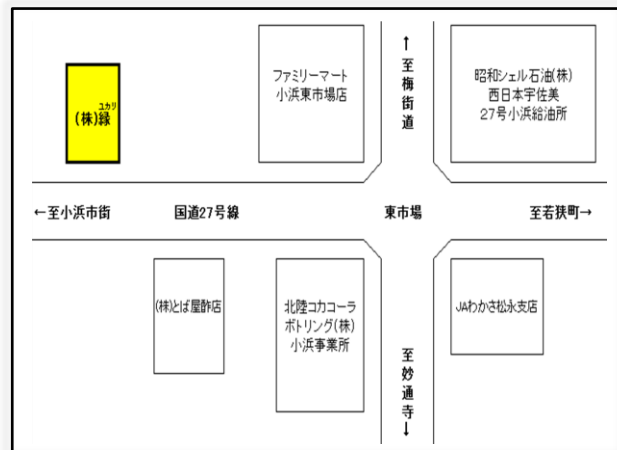 ユカリ
(株)緑
ファミリーマート
小浜東市場店
↑至梅街道
昭和シェル石油(株)
西日本宇佐美
27号小浜給油所
←至小浜市街
国道27号線
東市場
至若狭町→
(株)とば屋酢店
北陸コカコーラ
ボトリング(株)
小浜事業所
至妙通寺↓
JAわかさ松永支店